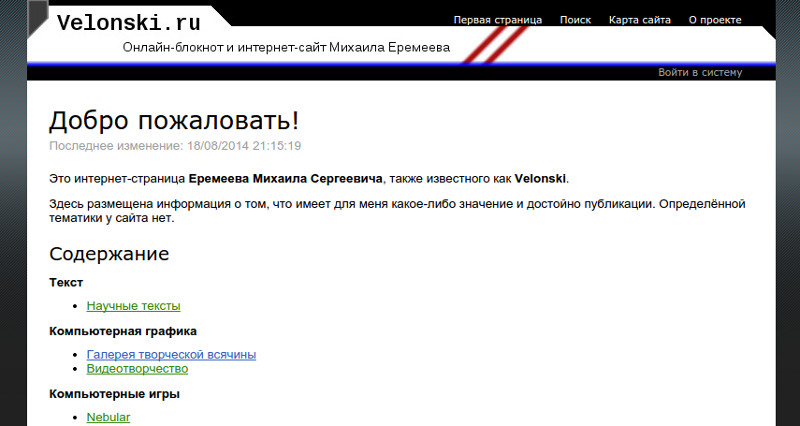 Velonski.ru
Первая страница Поиск Карта сайта О проекте
Онлайн-блокнот и интернет-сайт Михаила Еремеева
Войти в систему
Добро пожаловать!
Последнее изменение: 18/08/2014 21:15:19
Это интернет-страница Еремеева Михаила Сергеевича, также известного как Velonski.
Здесь размещена информация о том, что имеет для меня какое-либо значение и достойно публикации. Определённой
тематики у сайта нет.
Содержание
Текст
Научные тексты
Компьютерная графика
Галерея творческой всячины
Видеотворчество
Компьютерные игры
Nebular